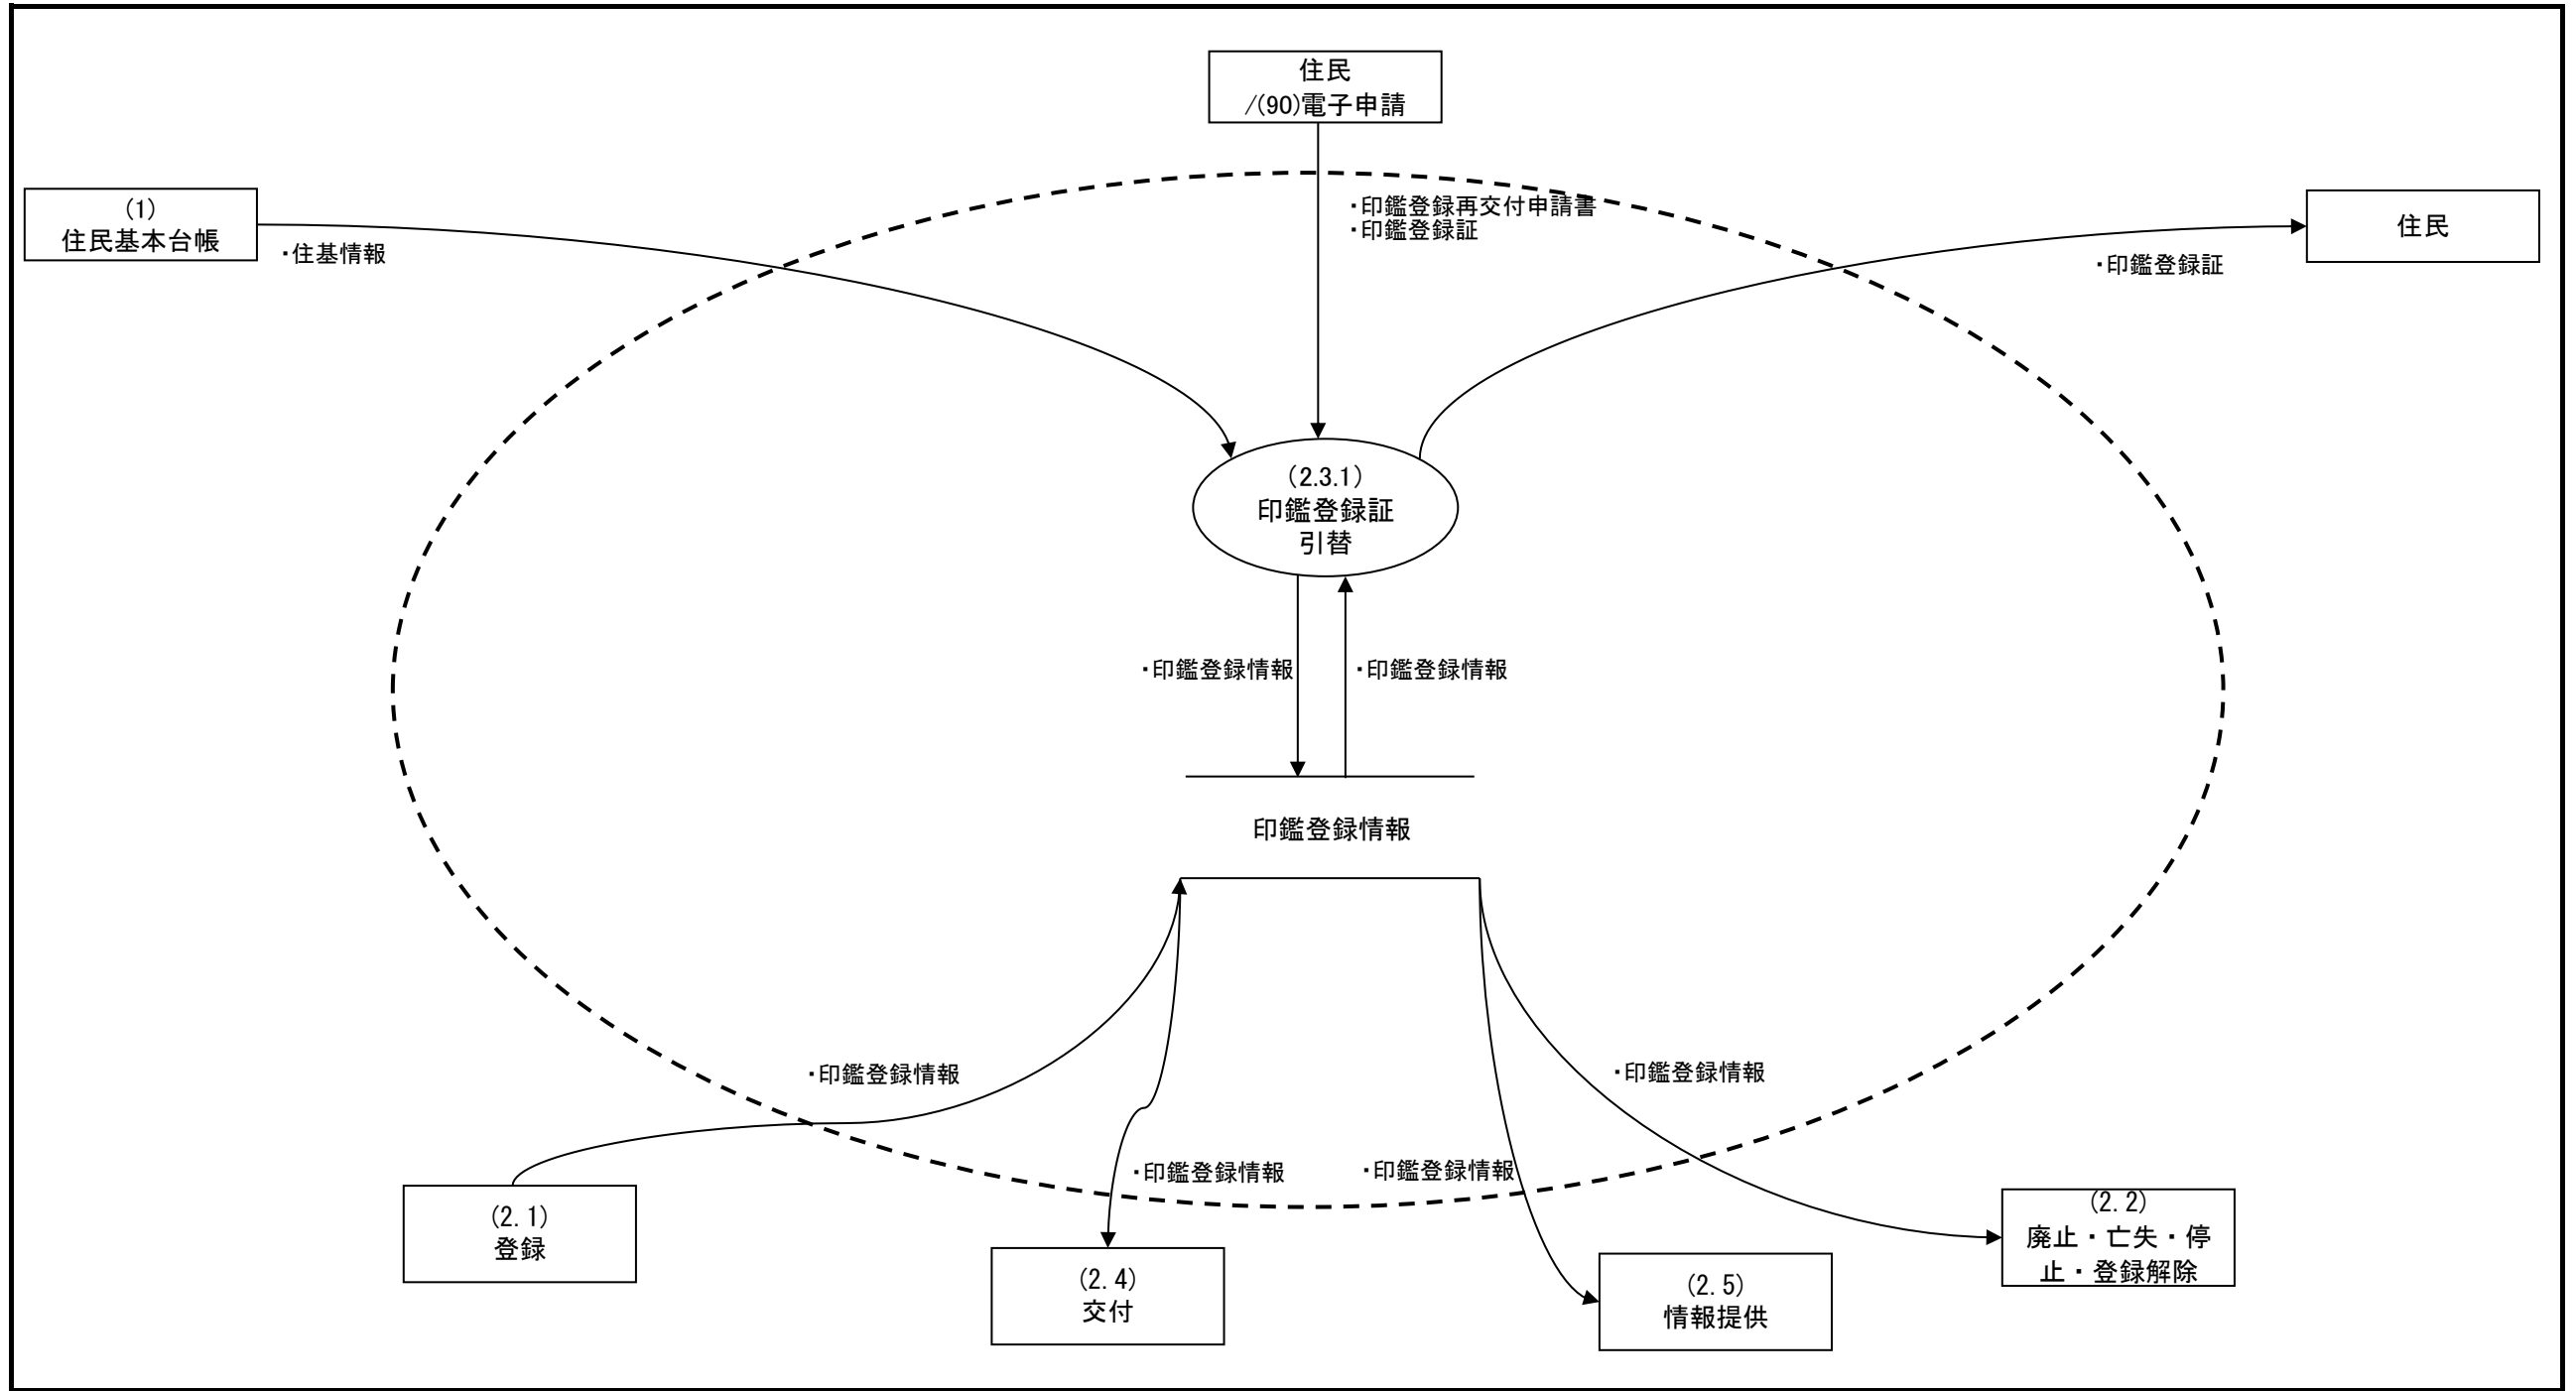 住民
/(90)電子申請
(1)
住民基本台帳
・住基情報
・印鑑登録再交付申請書
・印鑑登録証
住民
・印鑑登録証
(2.3.1)
印鑑登録証
引替
・印鑑登録情報
・印鑑登録情報
印鑑登録情報
・印鑑登録情報
・印鑑登録情報
・印鑑登録情報
・印鑑登録情報
(2.1)
登録
(2.4)
交付
(2.5)
情報提供
(2.2)
廃止・亡失・停
止・登録解除